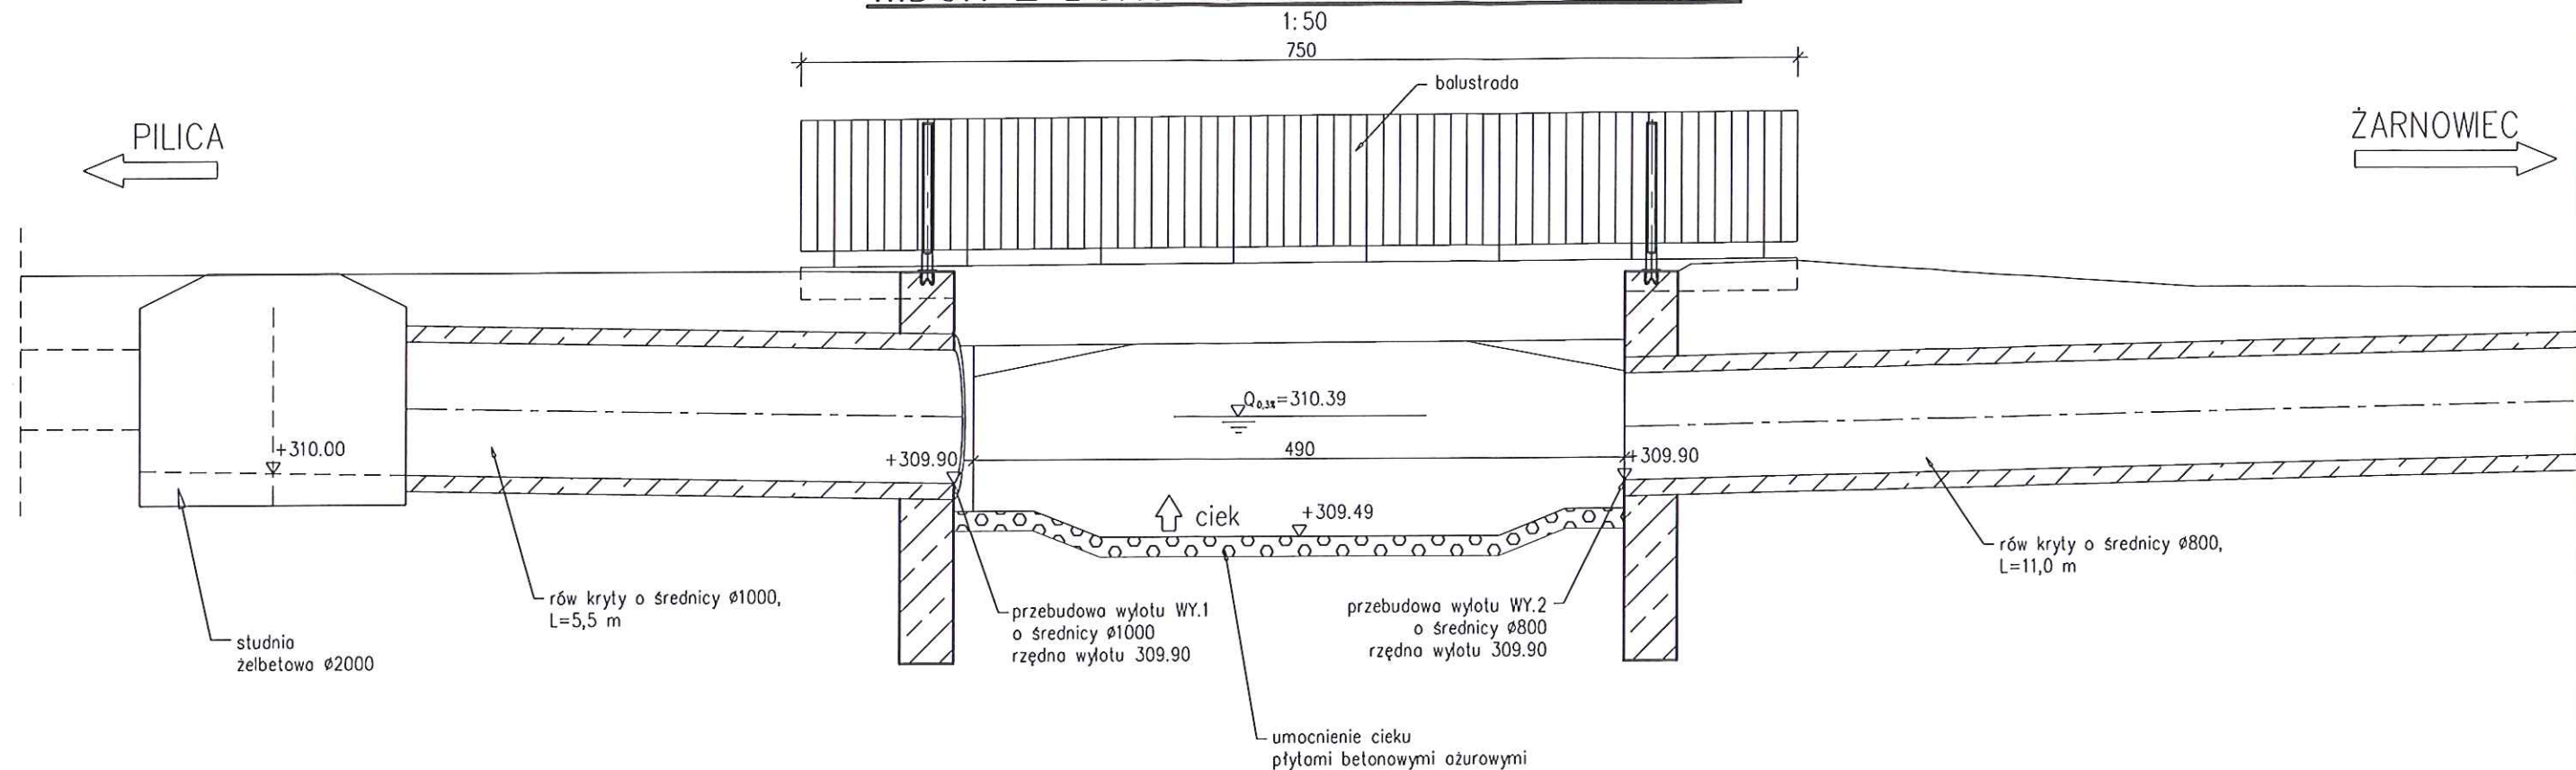 1:50
750
balustrada
PILICA
ŻARNOWIEC
Q0,3%=310.39
+310.00
+309.90
490
+309.90
ciek
+309.49
rów kryty o średnicy ø800,
L=11,0 m
rów kryty o średnicy ø1000,
L=5,5 m
przebudowa wylotu WY.1
o średnicy ø1000
rzędna wylotu 309.90
przebudowa wylotu WY.2
o średnicy ø800
rzędna wylotu 309.90
studnia
żelbetowa ø2000
umocnienie cieku
płytami betonowymi ażurowymi